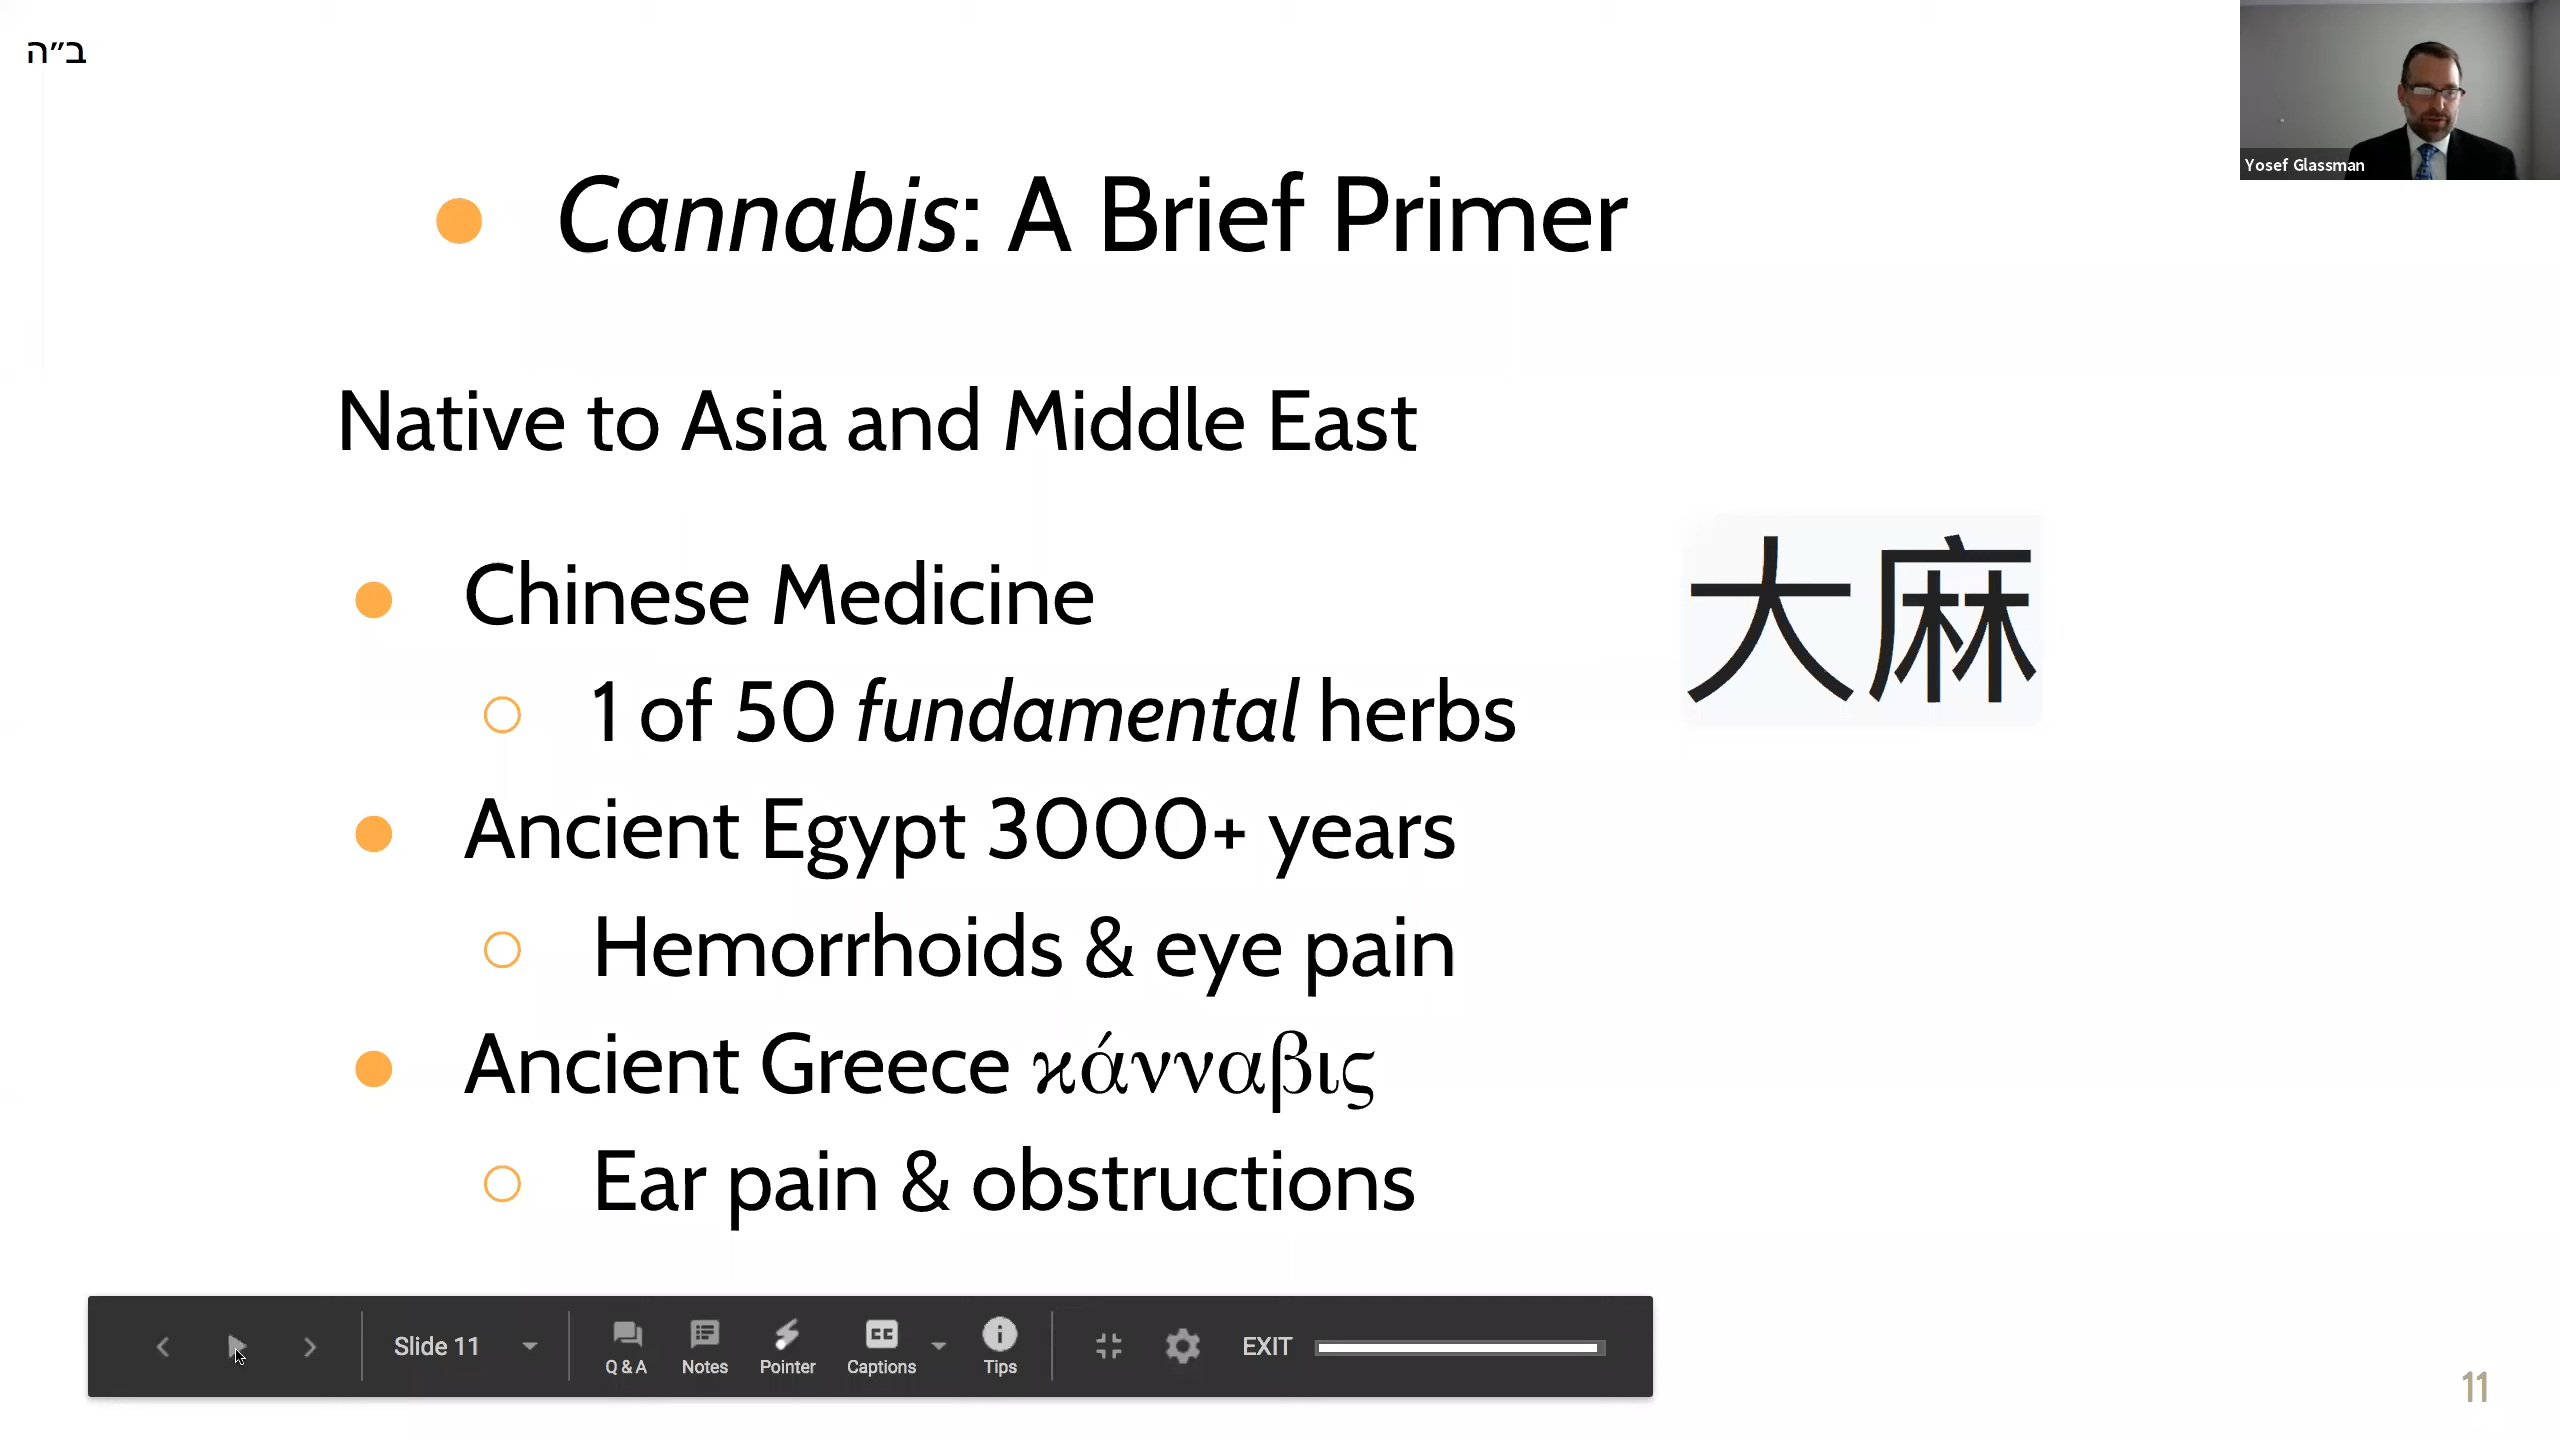 ב״ה
Yosef Glassman
Cannabis: A Brief Primer
Native to Asia and Middle East
Chinese Medicine
1 of 50 fundamental herbs
大麻
Ancient Egypt 3000+ years
Hemorrhoids & eye pain
Ancient Greece κάνναβις
Ear pain & obstructions
Slide 11
Q & A
Notes
Pointer
CC
Captions
Tips
EXIT
11